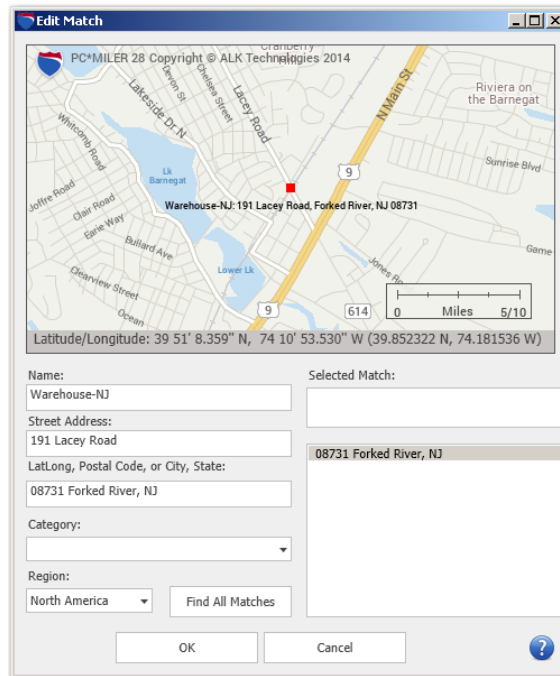 Edit Match
PC*MILER 28 Copyright © ALK Technologies 2014
Cranberry
Devon St
Chelsea Street
Lakeside Dr N
Lacey Road
N Main St
Riviera on
the Barnegat
Whitcomb Road
Lk
Barnegat
9
Sunrise Blvd
Joffre Road
Clair Road
Earie Way
Warehouse-NJ: 191 Lacey Road, Forked River, NJ 08731
Bullard Ave
Game
Lower Lk
Jones Ro
Clearview Street
Ocean
9
614
0 Miles 5/10
Latitude/Longitude: 39 51' 8.359" N, 74 10' 53.530" W (39.852322 N, 74.181536 W)
Name:
Warehouse-NJ
Street Address:
191 Lacey Road
LatLong, Postal Code, or City, State:
08731 Forked River, NJ
Category:
Region:
North America
Find All Matches
Selected Match:
08731 Forked River, NJ
OK
Cancel
?